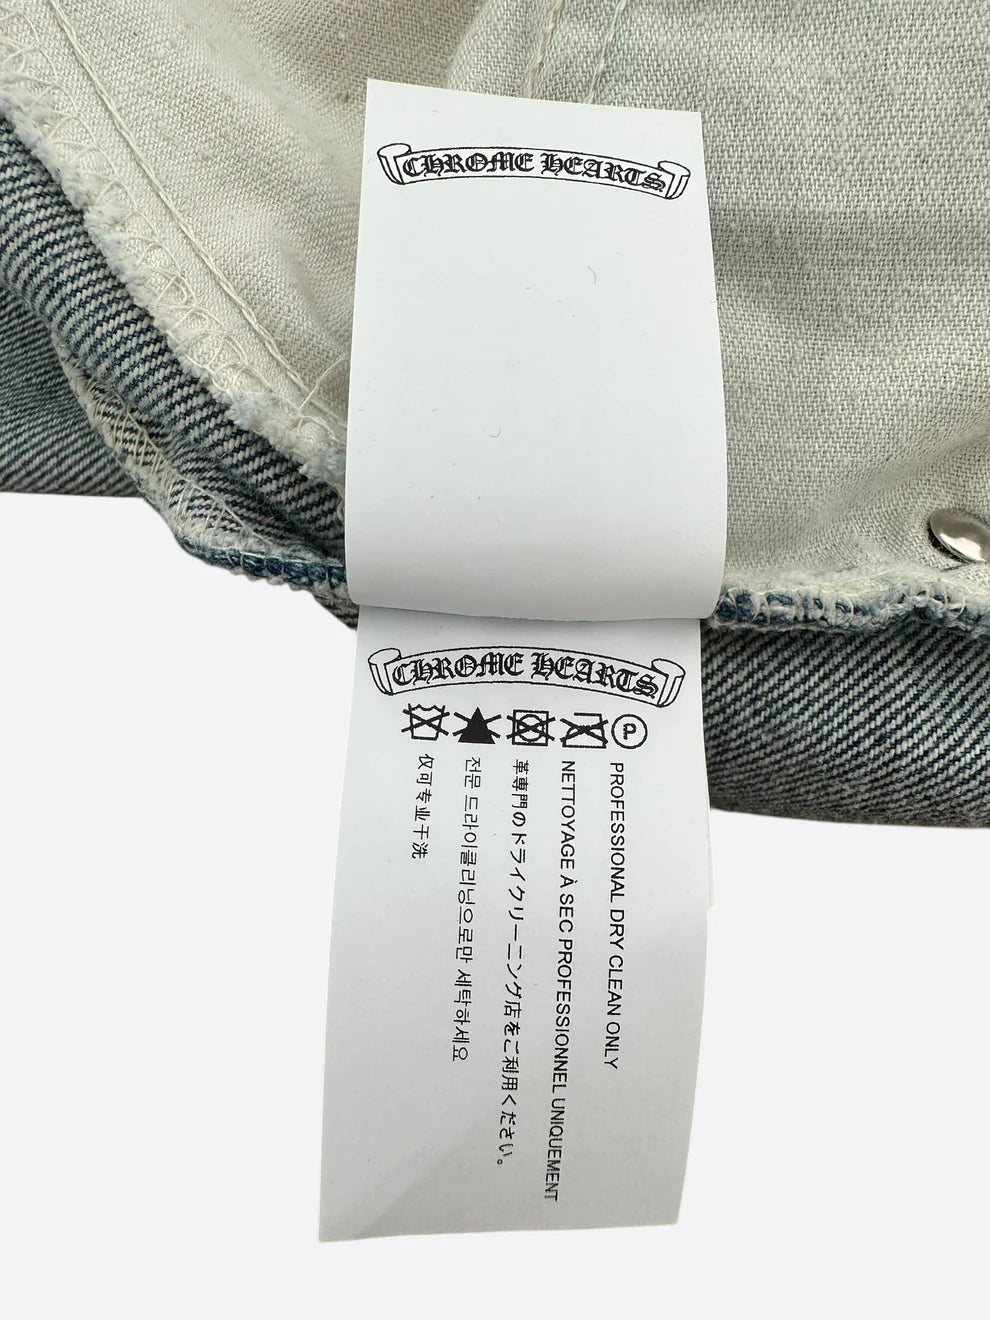 CHROME HEARTS
CHROME HEARTS
P
PROFESSIONAL DRY CLEAN ONLY
NETTOYAGE À SEC PROFESSIONNEL UNIQUEMENT
革専門のドライクリーニング店をご利用ください。
전문 드라이클리닝으로만 세탁하세요
仅可专业干洗